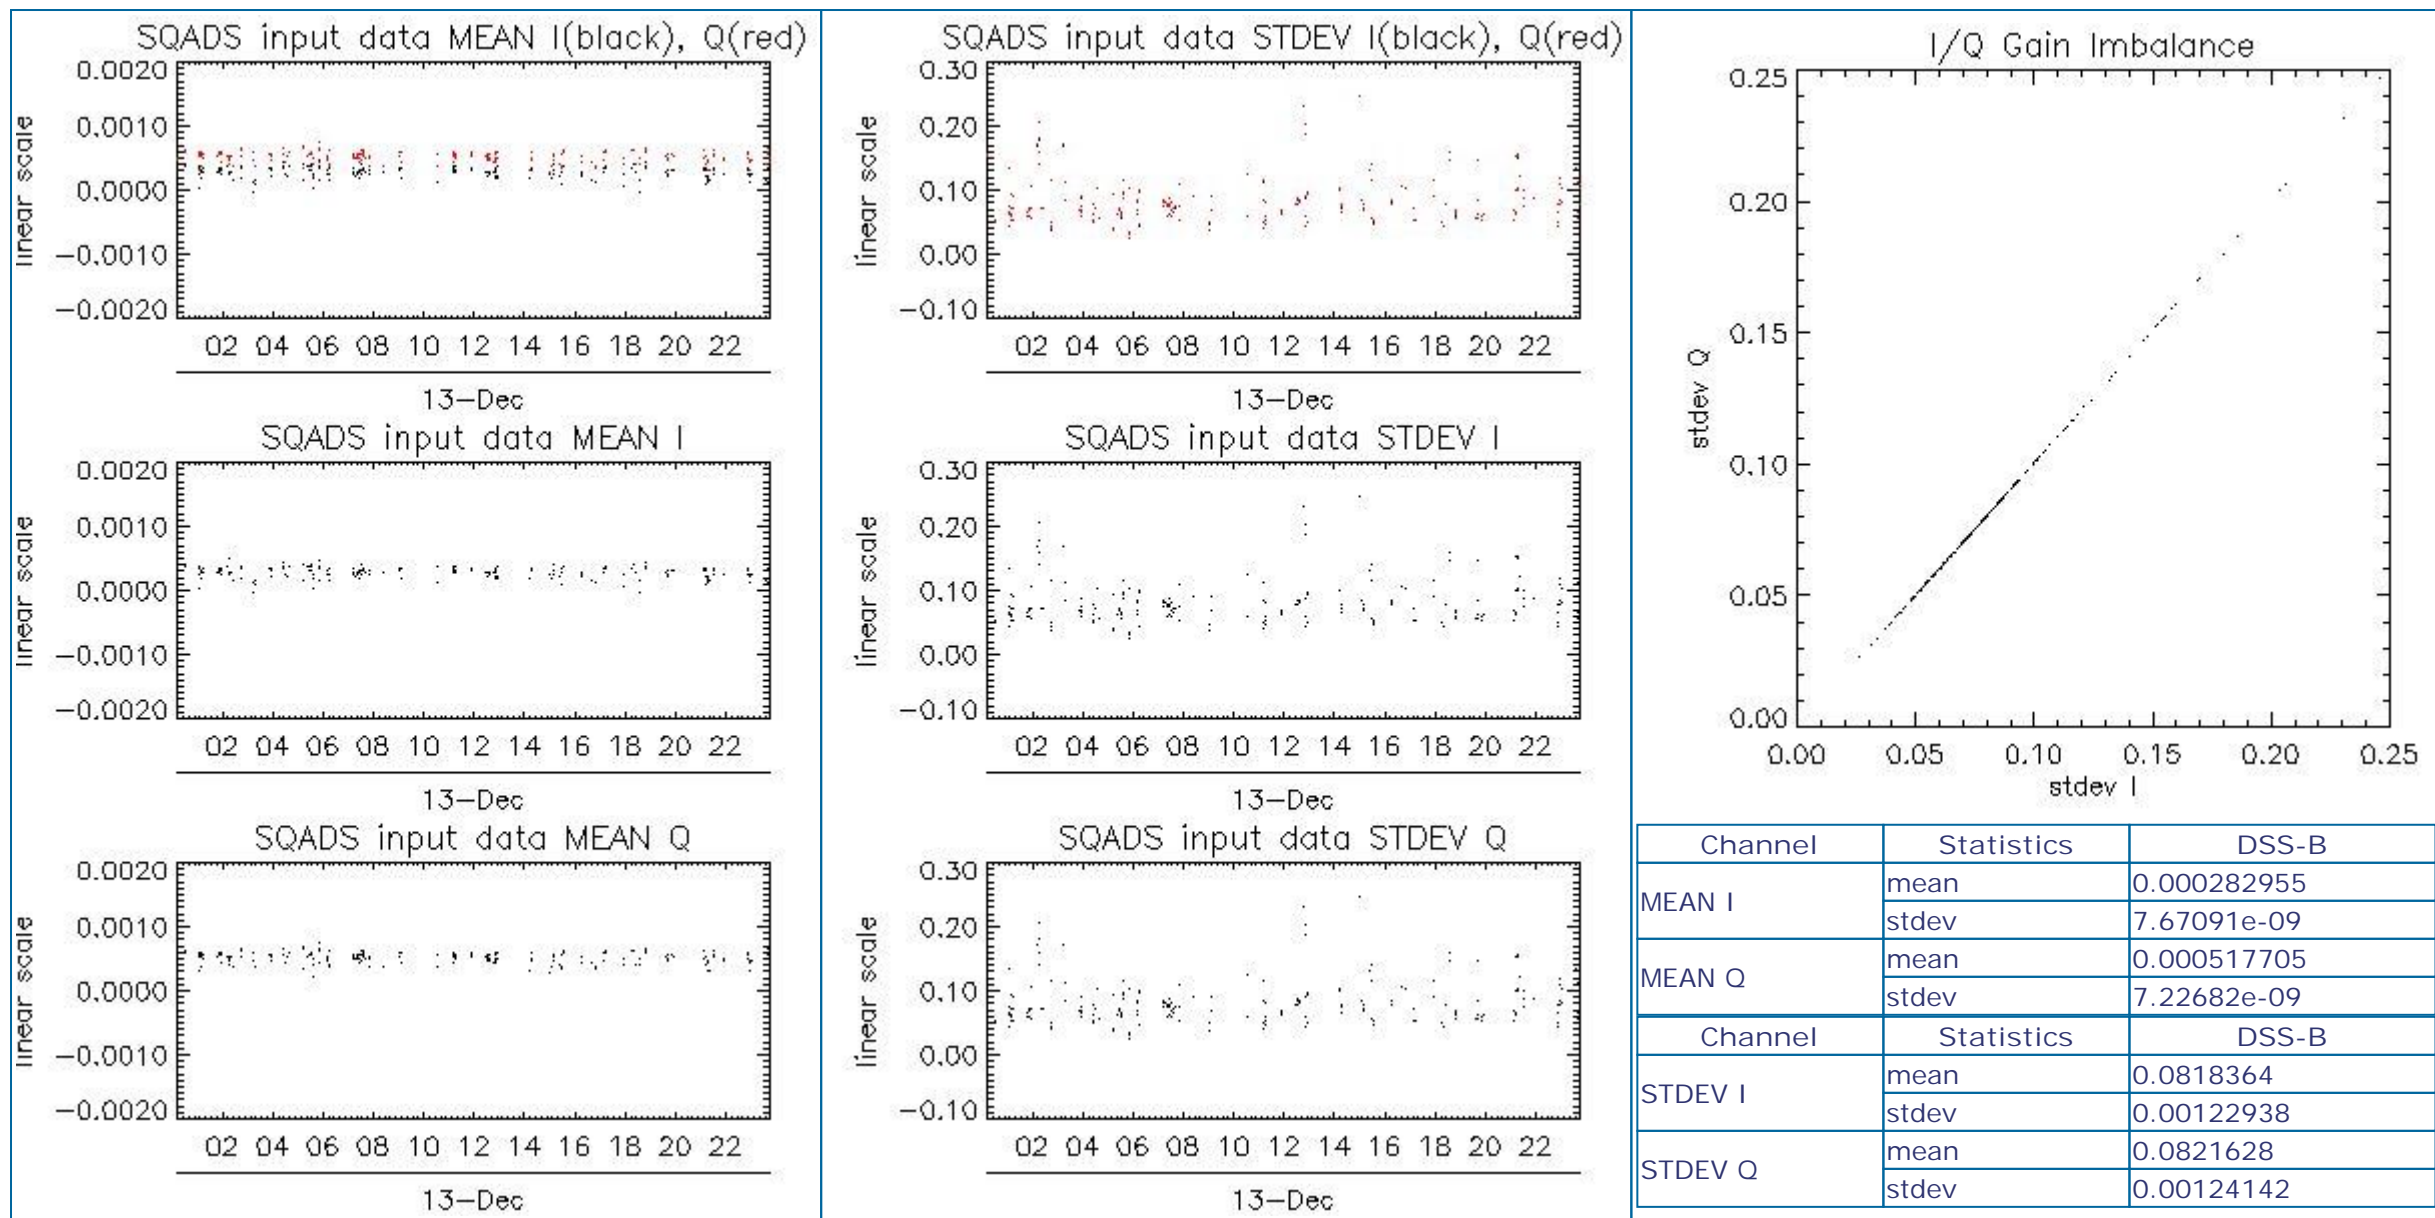 SQADS input data MEAN I(black), Q(red)
0.0020
0.0010
0.0000
−0.0010
−0.0020
linear scale
02 04 06 08 10 12 14 16 18 20 22
13−Dec
SQADS input data MEAN I
0.0020
0.0010
0.0000
−0.0010
−0.0020
linear scale
02 04 06 08 10 12 14 16 18 20 22
13−Dec
SQADS input data MEAN Q
0.0020
0.0010
0.0000
−0.0010
−0.0020
linear scale
02 04 06 08 10 12 14 16 18 20 22
13−Dec
SQADS input data STDEV I(black), Q(red)
0.30
0.20
0.10
0.00
−0.10
linear scale
02 04 06 08 10 12 14 16 18 20 22
13−Dec
SQADS input data STDEV I
0.30
0.20
0.10
0.00
−0.10
linear scale
02 04 06 08 10 12 14 16 18 20 22
13−Dec
SQADS input data STDEV Q
0.30
0.20
0.10
0.00
−0.10
linear scale
02 04 06 08 10 12 14 16 18 20 22
13−Dec
I/Q Gain Imbalance
0.25
0.20
0.15
0.10
0.05
0.00
stdev Q
0.00 0.05 0.10 0.15 0.20 0.25
stdev I
Channel Statistics DSS-B
MEAN I mean 0.000282955
stdev 7.67091e-09
MEAN Q mean 0.000517705
stdev 7.22682e-09
Channel Statistics DSS-B
STDEV I mean 0.0818364
stdev 0.00122938
STDEV Q mean 0.0821628
stdev 0.00124142